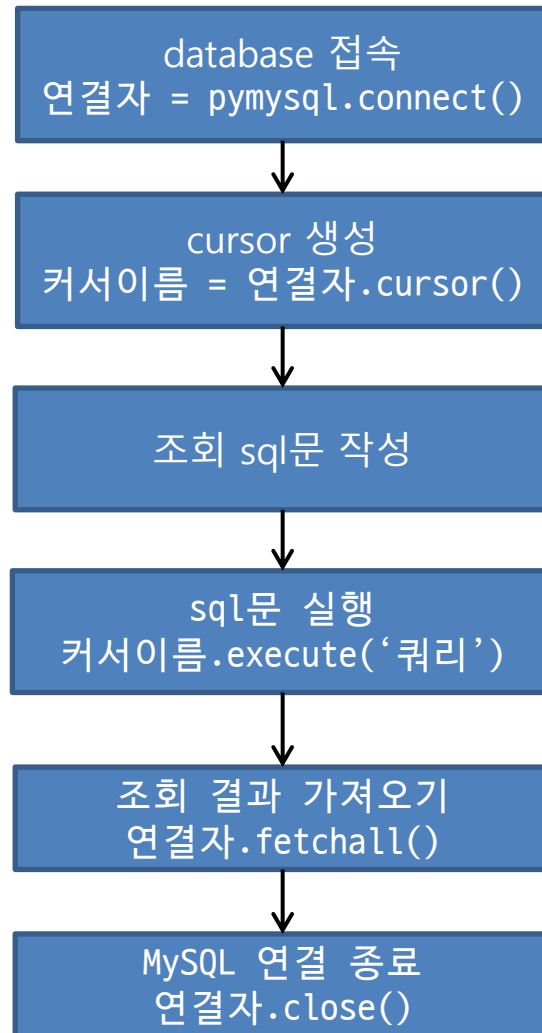 database 접속
연결자 = pymysql.connect()
cursor 생성
커서이름 = 연결자.cursor()
조회 sql문 작성
sql문 실행
커서이름.execute(‘쿼리’)
조회 결과 가져오기
연결자.fetchall()
MySQL 연결 종료
연결자.close()